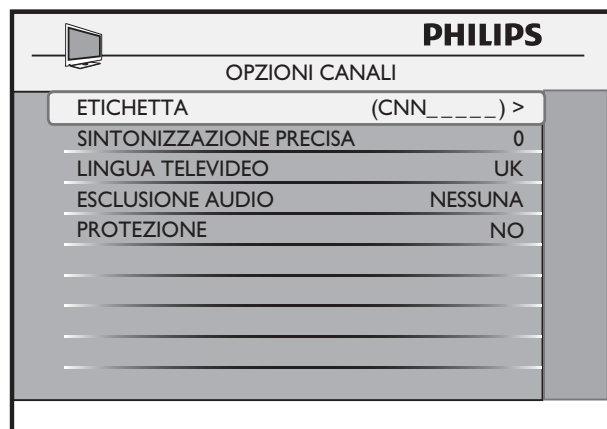 PHILIPS
OPZIONI CANALI
ETICHETTA (CNN_____) >
SINTONIZZAZIONE PRECISA 0
LINGUA TELEVIDEO UK
ESCLUSIONE AUDIO NESSUNA
PROTEZIONE NO